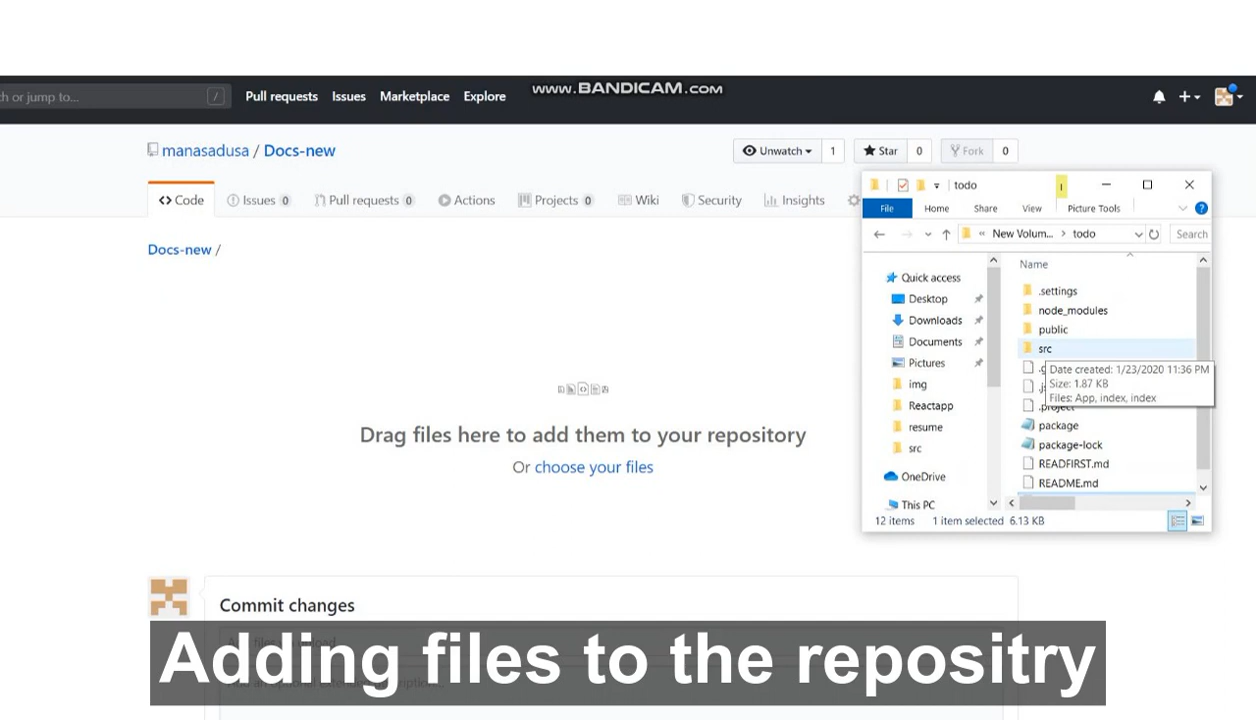 www.BANDICAM.com
ch or jump to... /
Pull requests Issues Marketplace Explore
manasadusa / Docs-new
Unwatch 1 Star 0 Fork 0
Code Issues 0 Pull requests 0 Actions Projects 0 Wiki Security Insights
Docs-new /
Drag files here to add them to your repository
Or choose your files
todo
File Home Share View Picture Tools
« New Volum... > todo
Search
Quick access
Desktop
Downloads
Documents
Pictures
img
Reactapp
resume
src
OneDrive
This PC
Name
.settings
node_modules
public
src
Date created: 1/23/2020 11:36 PM
Size: 1.87 KB
Files: App, index, index
.project
package
package-lock
READFIRST.md
README.md
12 items 1 item selected 6.13 KB
Commit changes
Adding files to the repositry